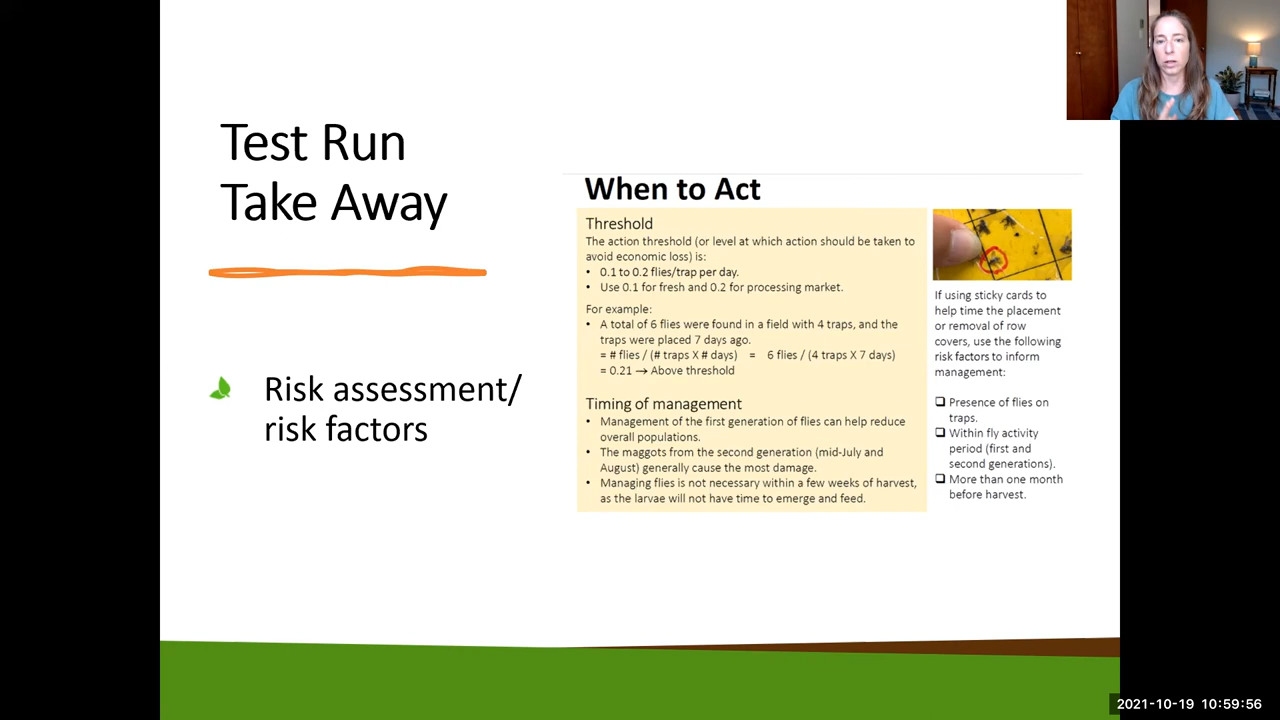 Test Run
Take Away
Risk assessment/
risk factors
When to Act
Threshold
The action threshold (or level at which action should be taken to
avoid economic loss) is:
• 0.1 to 0.2 flies/trap per day.
• Use 0.1 for fresh and 0.2 for processing market.
For example:
• A total of 6 flies were found in a field with 4 traps, and the
traps were placed 7 days ago.
= # flies / (# traps X # days) = 6 flies / (4 traps X 7 days)
= 0.21 → Above threshold
Timing of management
• Management of the first generation of flies can help reduce
overall populations.
• The maggots from the second generation (mid-July and
August) generally cause the most damage.
• Managing flies is not necessary within a few weeks of harvest,
as the larvae will not have time to emerge and feed.
If using sticky cards to
help time the placement
or removal of row
covers, use the following
risk factors to inform
management:
❑ Presence of flies on
traps.
❑ Within fly activity
period (first and
second generations).
❑ More than one month
before harvest.
2021-10-19 10:59:56